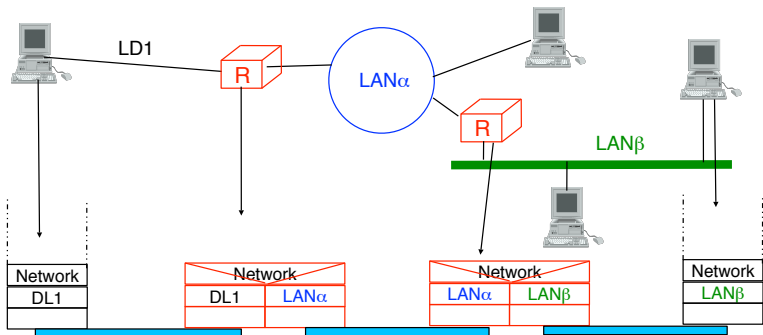 LD1
R
LANα
R
LANβ
Network
Network
Network
Network
DL1
DL1 LANα
LANα LANβ
LANβ